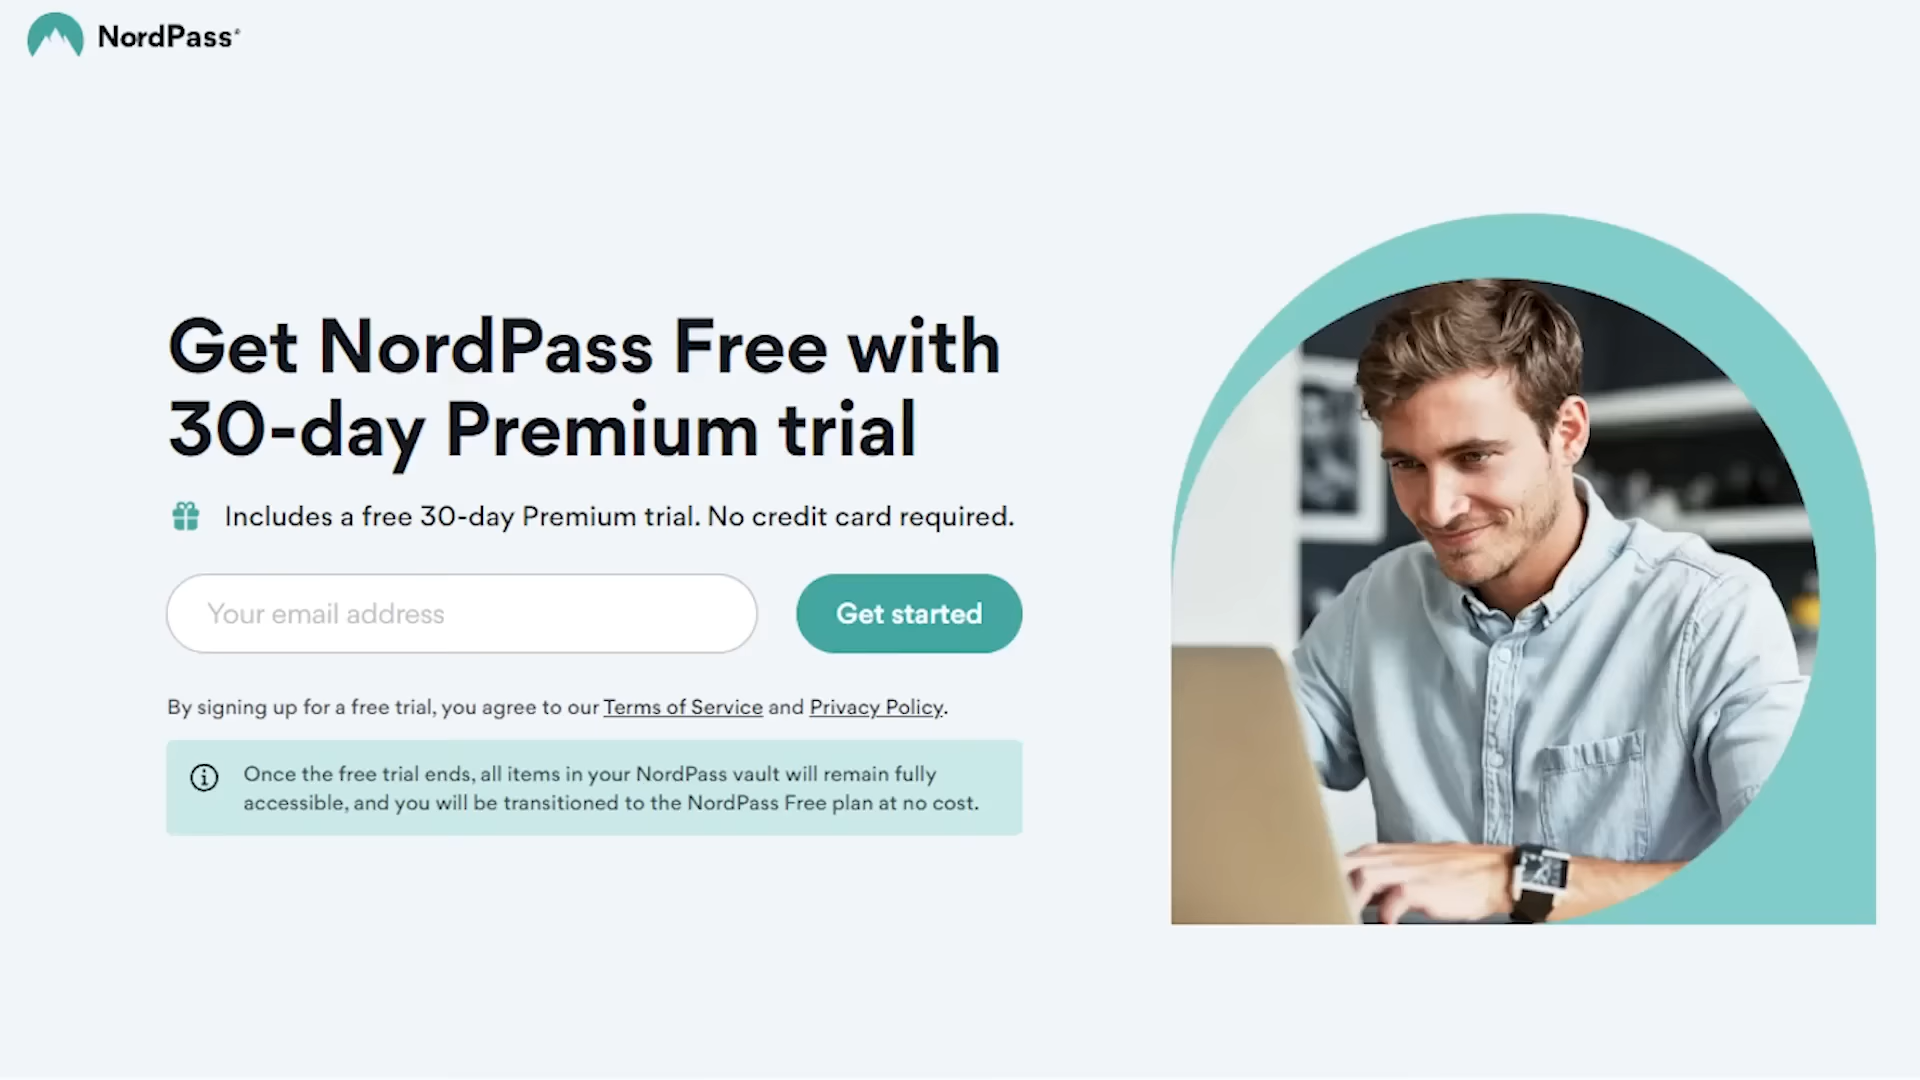 NordPass®
Get NordPass Free with
30-day Premium trial
Includes a free 30-day Premium trial. No credit card required.
Your email address
Get started
By signing up for a free trial, you agree to our Terms of Service and Privacy Policy.
Once the free trial ends, all items in your NordPass vault will remain fully
accessible, and you will be transitioned to the NordPass Free plan at no cost.